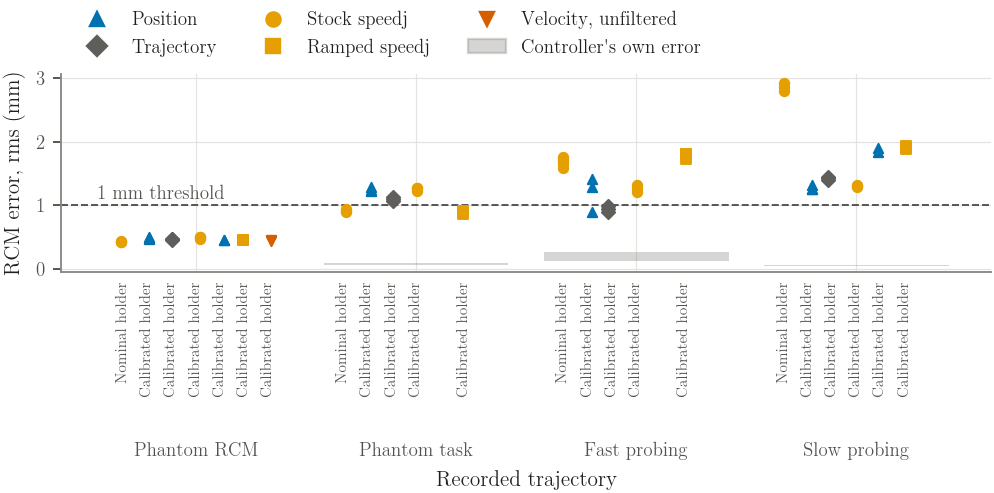 Position
Stock speedj
Velocity, unfiltered
Trajectory
Ramped speedj
Controller's own error
RCM error, rms (mm)
3
2
1
0
1 mm threshold
Nominal holder
Calibrated holder
Calibrated holder
Calibrated holder
Calibrated holder
Calibrated holder
Calibrated holder
Nominal holder
Calibrated holder
Calibrated holder
Calibrated holder
Calibrated holder
Nominal holder
Calibrated holder
Calibrated holder
Calibrated holder
Calibrated holder
Nominal holder
Calibrated holder
Calibrated holder
Calibrated holder
Calibrated holder
Calibrated holder
Phantom RCM
Phantom task
Fast probing
Slow probing
Recorded trajectory